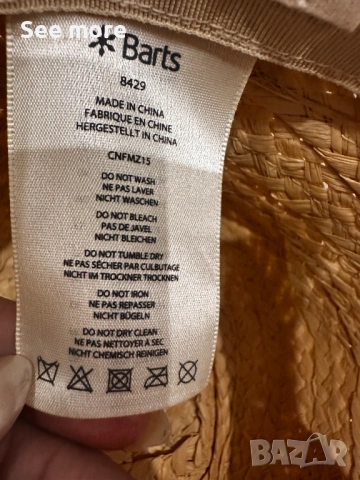 See more
Barts
8429
MADE IN CHINA
FABRIQUE EN CHINE
HERGESTELLT IN CHINA
CNFMZ15
DO NOT WASH
NE PAS LAVER
NICHT WASCHEN
DO NOT BLEACH
PAS DE JAVEL
NICHT BLEICHEN
DO NOT TUMBLE DRY
NE PAS SÉCHER PAR CULBUTAGE
NICHT IM TROCKNER TROCKNEN
DO NOT IRON
NE PAS REPASSER
NICHT BÜGELN
DO NOT DRY CLEAN
NE PAS NETTOYER À SEC
NICHT CHEMISCH REINIGEN
BAZAR